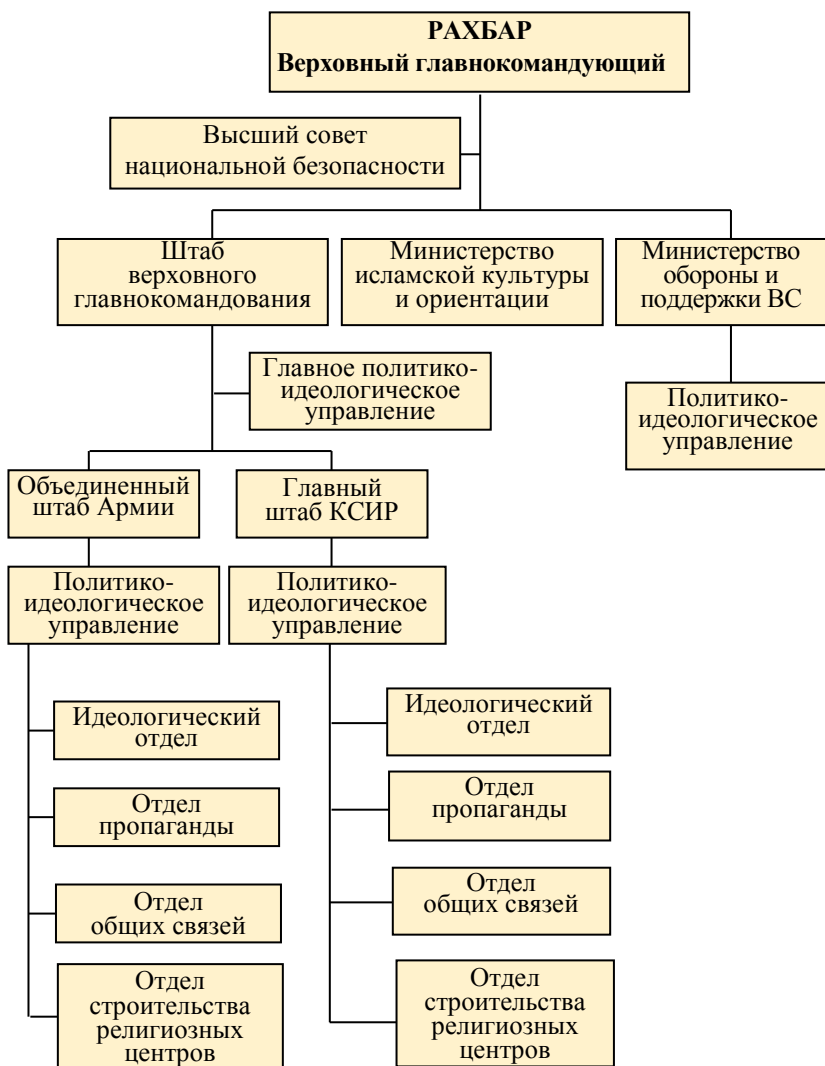 РАХБАР
Верховный главнокомандующий
Высший совет
национальной безопасности
Штаб
верховного
главнокомандования
Министерство
исламской культуры
и ориентации
Министерство
обороны и
поддержки ВС
Главное политико-
идеологическое
управление
Политико-
идеологическое
управление
Объединенный
штаб Армии
Главный
штаб КСИР
Политико-
идеологическое
управление
Политико-
идеологическое
управление
Идеологический
отдел
Отдел
пропаганды
Отдел
общих связей
Отдел
строительства
религиозных
центров
Идеологический
отдел
Отдел
пропаганды
Отдел
общих связей
Отдел
строительства
религиозных
центров